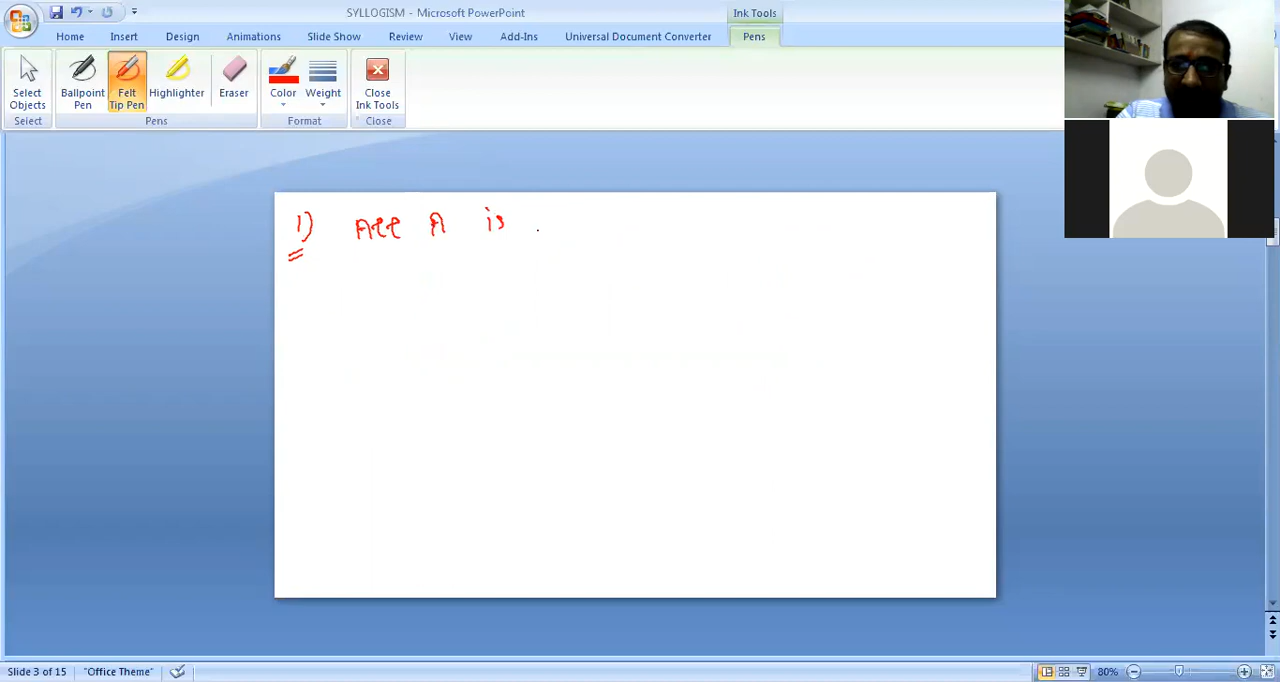 SYLLOGISM - Microsoft PowerPoint
Ink Tools
Home Insert Design Animations Slide Show Review View Add-Ins Universal Document Converter Pens
Select Objects
Ballpoint Pen
Felt Tip Pen
Highlighter
Eraser
Color
Weight
Close Ink Tools
Select Pens Format Close
1) All A is
Slide 3 of 15 "Office Theme" 80%